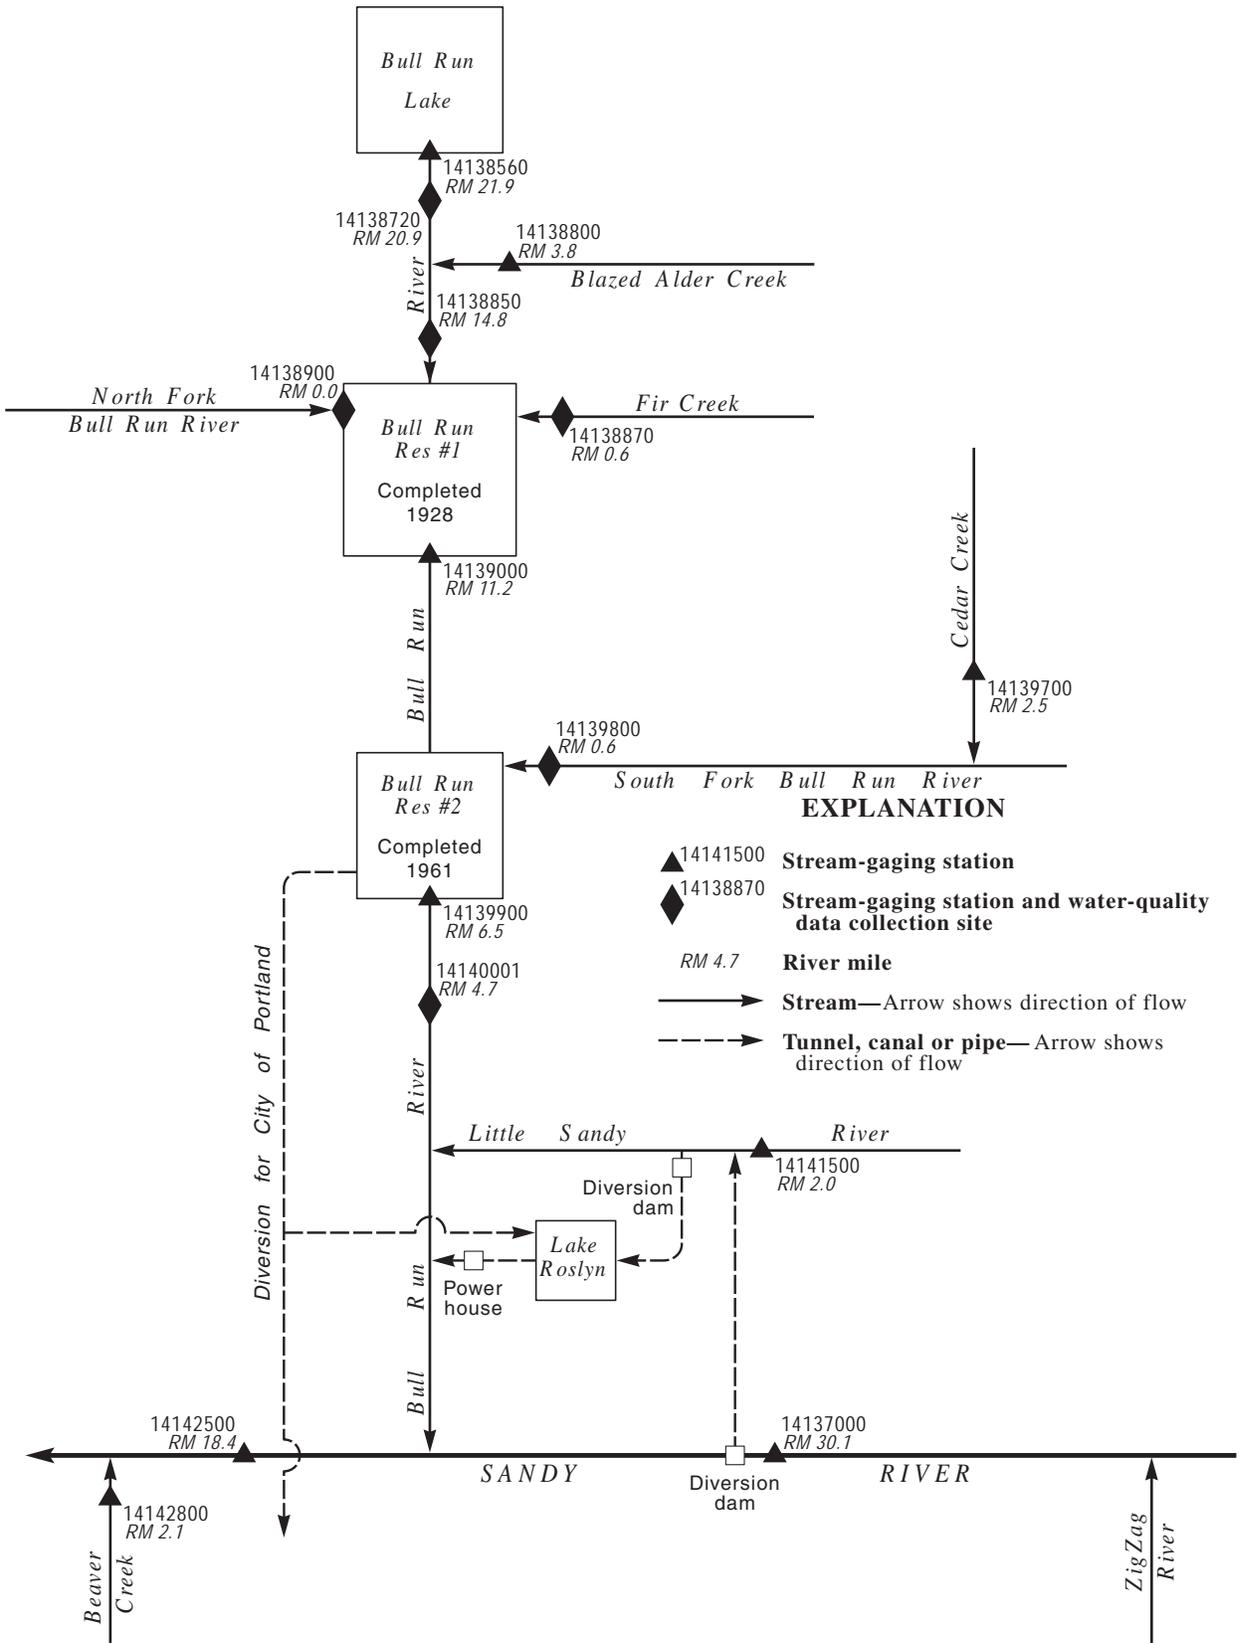 Bull Run
Lake
14138560
RM 21.9
14138720
RM 20.9
14138800
RM 3.8
Blazed Alder Creek
River
14138850
RM 14.8
14138900
RM 0.0
North Fork
Bull Run River
Fir Creek
14138870
RM 0.6
Bull Run
Res #1
Completed
1928
14139000
RM 11.2
Bull Run
Cedar Creek
14139700
RM 2.5
14139800
RM 0.6
South Fork Bull Run River
Bull Run
Res #2
Completed
1961
14139900
RM 6.5
14140001
RM 4.7
EXPLANATION
14141500 Stream-gaging station
14138870 Stream-gaging station and water-quality
data collection site
RM 4.7 River mile
Stream—Arrow shows direction of flow
Tunnel, canal or pipe—Arrow shows
direction of flow
Diversion for City of Portland
River
Little Sandy River
14141500
RM 2.0
Diversion
dam
Lake
Roslyn
Power
house
Bull Run
14142500
RM 18.4
14137000
RM 30.1
SANDY RIVER
Diversion
dam
14142800
RM 2.1
Beaver
Creek
ZigZag
River